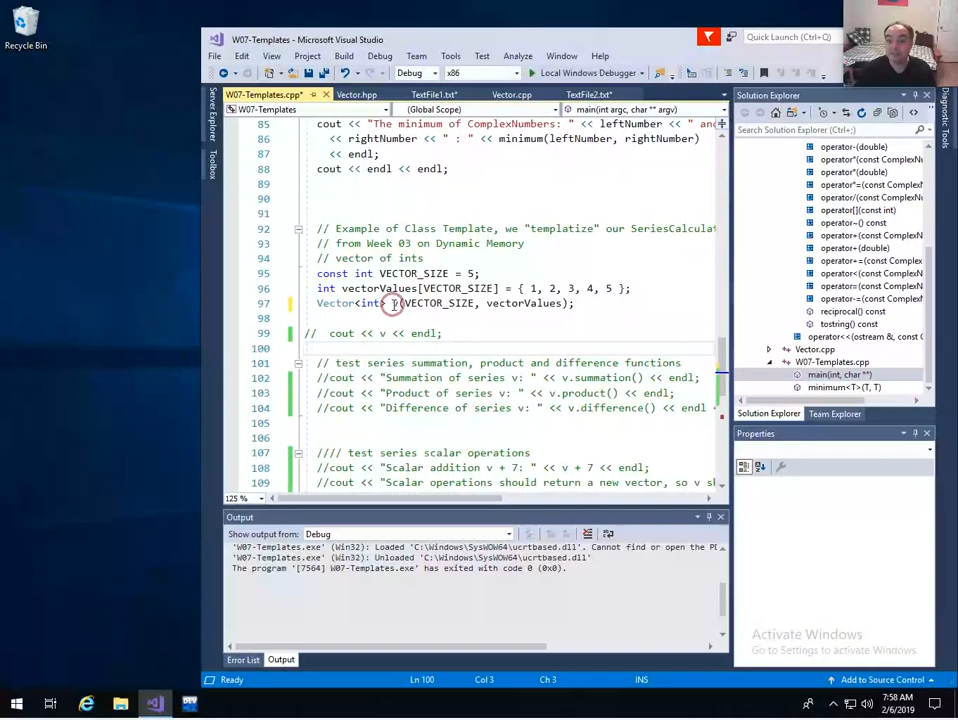 Recycle Bin
W07-Templates - Microsoft Visual Studio
Quick Launch (Ctrl+Q)
File Edit View Project Build Debug Team Tools Test Analyze Window Help
Debug x86 Local Windows Debugger
W07-Templates.cpp* Vector.hpp TextFile1.txt* Vector.cpp TextFile2.txt*
W07-Templates (Global Scope) main(int argc, char ** argv)
Server Explorer
Toolbox
85 cout << "The minimum of ComplexNumbers: " << leftNumber << " and
86 << rightNumber << " : " << minimum(leftNumber, rightNumber)
87 << endl;
88 cout << endl << endl;
89
90
91
92 // Example of Class Template, we "templatize" our SeriesCalculat
93 // from Week 03 on Dynamic Memory
94 // vector of ints
95 const int VECTOR_SIZE = 5;
96 int vectorValues[VECTOR_SIZE] = { 1, 2, 3, 4, 5 };
97 Vector<int> v(VECTOR_SIZE, vectorValues);
98
99 // cout << v << endl;
100
101 // test series summation, product and difference functions
102 //cout << "Summation of series v: " << v.summation() << endl;
103 //cout << "Product of series v: " << v.product() << endl;
104 //cout << "Difference of series v: " << v.difference() << endl
105
106
107 //// test series scalar operations
108 //cout << "Scalar addition v + 7: " << v + 7 << endl;
109 //cout << "Scalar operations should return a new vector, so v sh
125 %
Output
Show output from: Debug
'W07-Templates.exe' (Win32): Loaded 'C:\Windows\SysWOW64\ucrtbased.dll'. Cannot find or open the PD
'W07-Templates.exe' (Win32): Unloaded 'C:\Windows\SysWOW64\ucrtbased.dll'
The program '[7564] W07-Templates.exe' has exited with code 0 (0x0).
Error List Output
Solution Explorer
Search Solution Explorer (Ctrl+;)
operator-(double)
operator*(const ComplexNu
operator*(double)
operator*=(const ComplexN
operator/(const ComplexNu
operator[](const int)
operator~() const
operator+(const ComplexNu
operator+(double)
operator+=(const ComplexN
operator=(const ComplexNu
operator-=(const ComplexN
operator==(const Complex
reciprocal() const
tostring() const
operator<<(ostream &, const
Vector.cpp
W07-Templates.cpp
main(int, char **)
minimum<T>(T, T)
Solution Explorer Team Explorer
Properties
Diagnostic Tools
Activate Windows
Go to Settings to activate Windows.
Ready Ln 100 Col 3 Ch 3 INS Add to Source Control
DEV
7:58 AM
2/6/2019